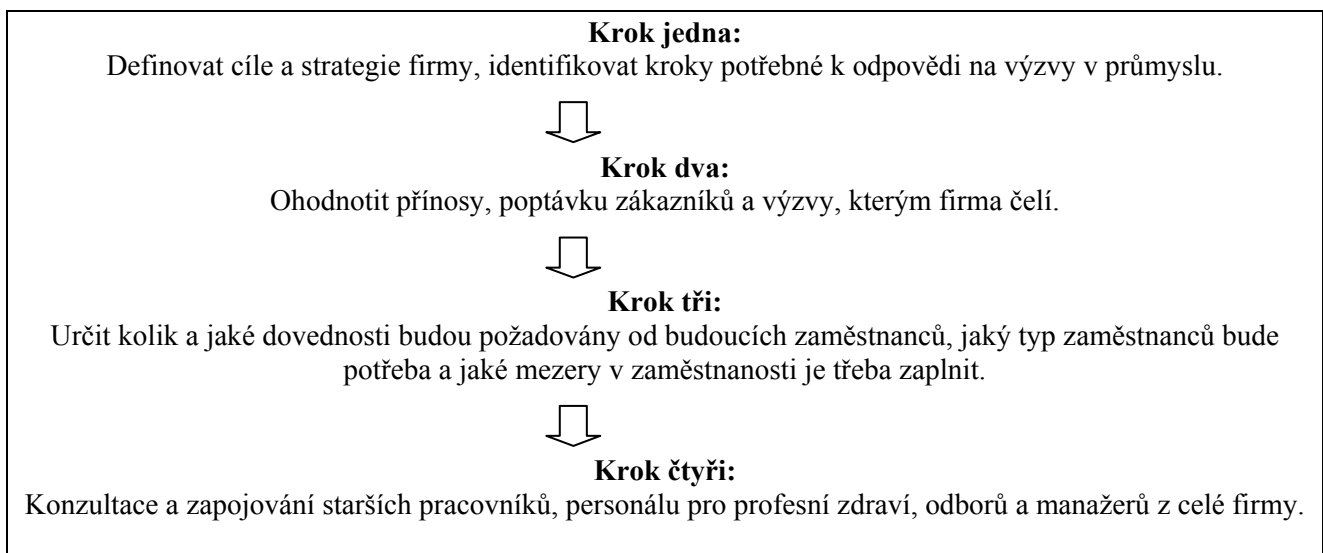 Krok jedna:
Definovat cíle a strategie firmy, identifikovat kroky potřebné k odpovědi na výzvy v průmyslu.
Krok dva:
Ohodnotit přínosy, poptávku zákazníků a výzvy, kterým firma čelí.
Krok tři:
Určit kolik a jaké dovednosti budou požadovány od budoucích zaměstnanců, jaký typ zaměstnanců bude
potřeba a jaké mezery v zaměstnanosti je třeba zaplnit.
Krok čtyři:
Konzultace a zapojování starších pracovníků, personálu pro profesní zdraví, odborů a manažerů z celé firmy.